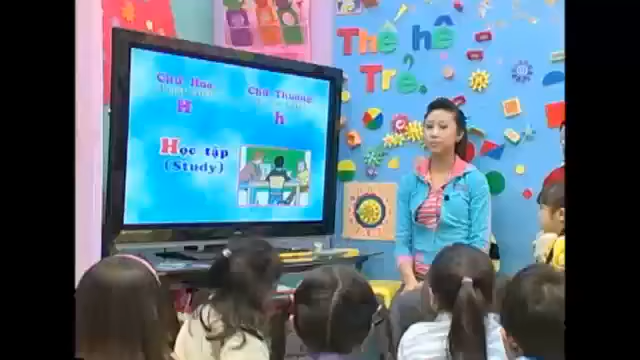 Chữ Hoa
H
Chữ Thường
h
Học tập
(Study)
Thế hệ
Trẻ.